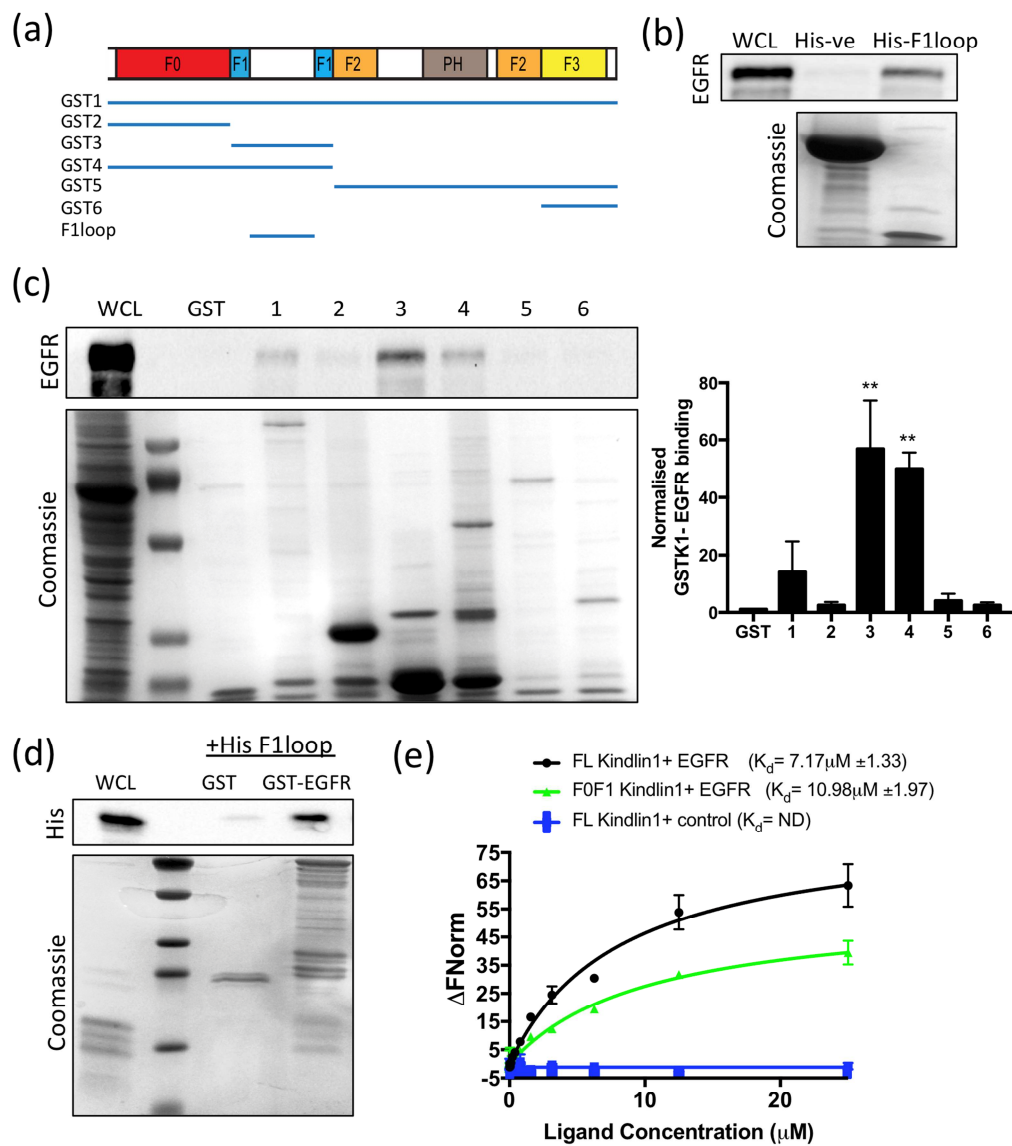 (a)
F0 F1 F1 F2 PH F2 F3
GST1
GST2
GST3
GST4
GST5
GST6
F1loop
(b)
WCL His-ve His-F1loop
EGFR
Coomassie
(c)
WCL GST 1 2 3 4 5 6
EGFR
Coomassie
Normalised
GSTK1- EGFR binding
80
60
40
20
0
** **
GST 1 2 3 4 5 6
(d)
+His F1loop
WCL GST GST-EGFR
His
Coomassie
(e)
FL Kindlin1+ EGFR (Kd= 7.17μM ±1.33)
F0F1 Kindlin1+ EGFR (Kd= 10.98μM ±1.97)
FL Kindlin1+ control (Kd= ND)
ΔFNorm
75
65
55
45
35
25
15
5
-5
0 10 20
Ligand Concentration (μM)